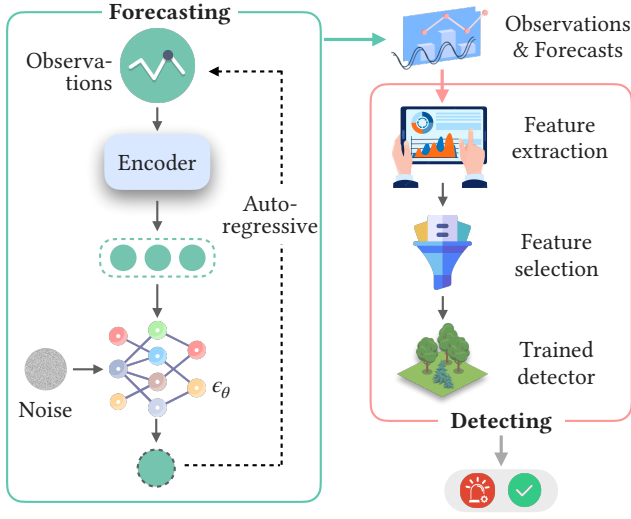 Forecasting
Observa-
tions
Encoder
Auto-
regressive
Noise
ϵθ
Observations
& Forecasts
Feature
extraction
Feature
selection
Trained
detector
Detecting